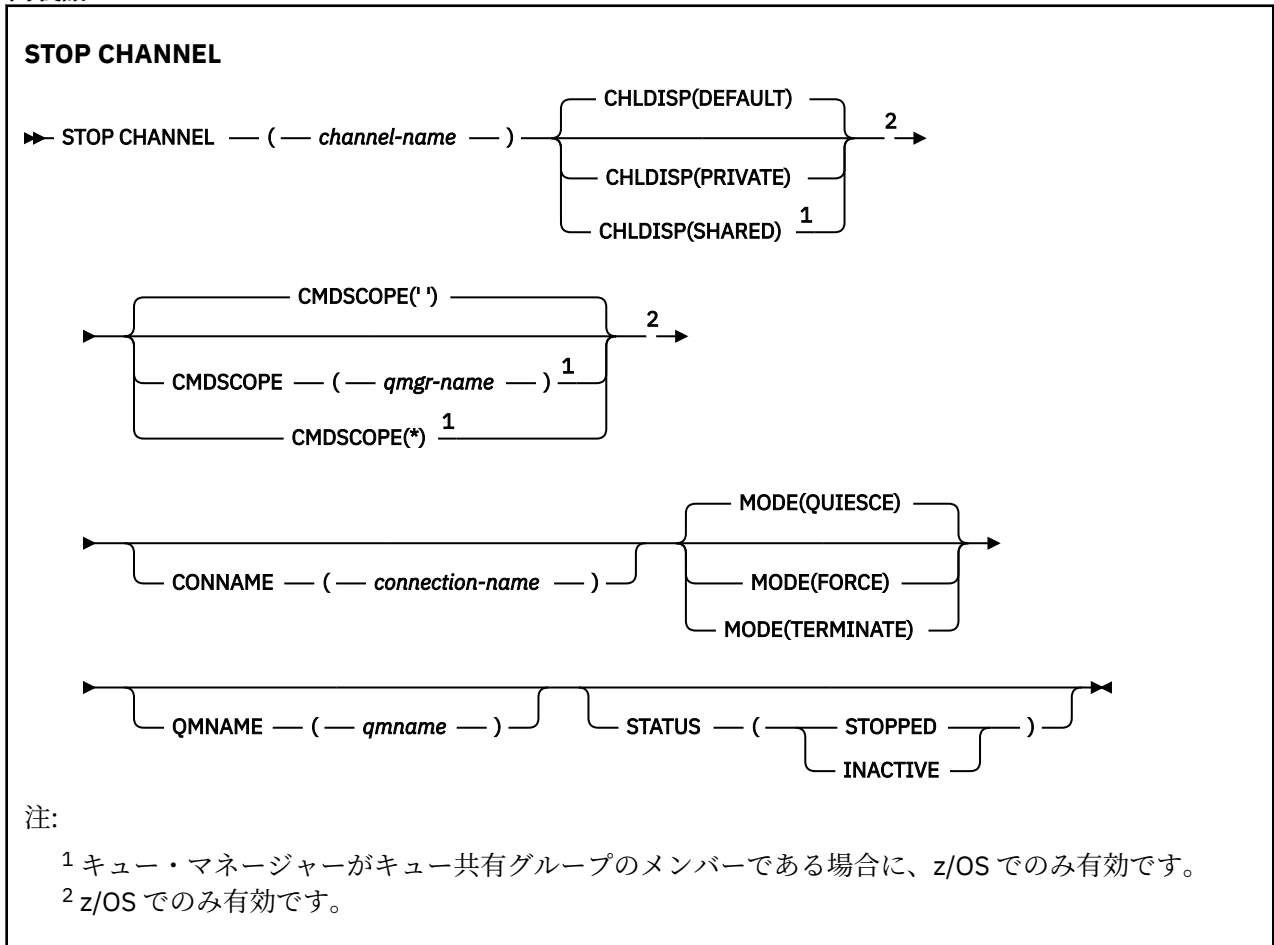 STOP CHANNEL
CHLDISP(DEFAULT)
STOP CHANNEL ( channel-name ) 2
CHLDISP(PRIVATE)
CHLDISP(SHARED) 1
CMDSCOPE(' ')
2
CMDSCOPE ( qmgr-name ) 1
CMDSCOPE(*) 1
MODE(QUIESCE)
CONNAME ( connection-name ) MODE(FORCE)
MODE(TERMINATE)
QMNAME ( qmname ) STATUS ( STOPPED )
INACTIVE
注:
1 キュー・マネージャーがキュー共有グループのメンバーである場合に、z/OS でのみ有効です。
2 z/OS でのみ有効です。